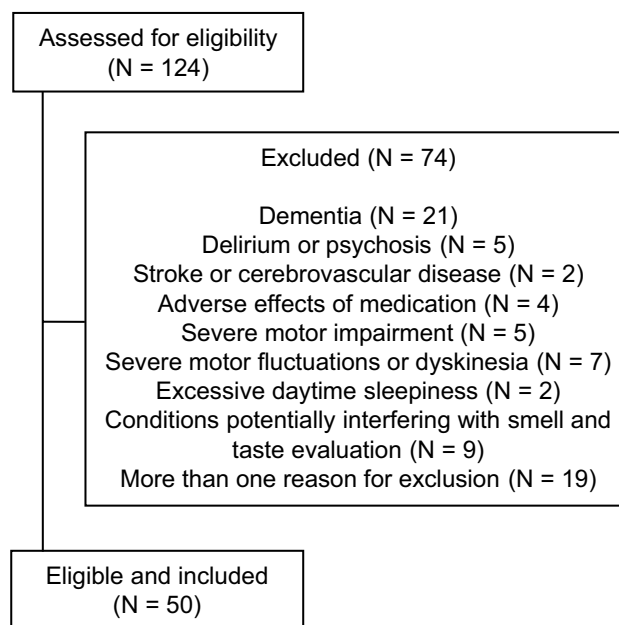 Assessed for eligibility
(N = 124)
Excluded (N = 74)
Dementia (N = 21)
Delirium or psychosis (N = 5)
Stroke or cerebrovascular disease (N = 2)
Adverse effects of medication (N = 4)
Severe motor impairment (N = 5)
Severe motor fluctuations or dyskinesia (N = 7)
Excessive daytime sleepiness (N = 2)
Conditions potentially interfering with smell and
taste evaluation (N = 9)
More than one reason for exclusion (N = 19)
Eligible and included
(N = 50)